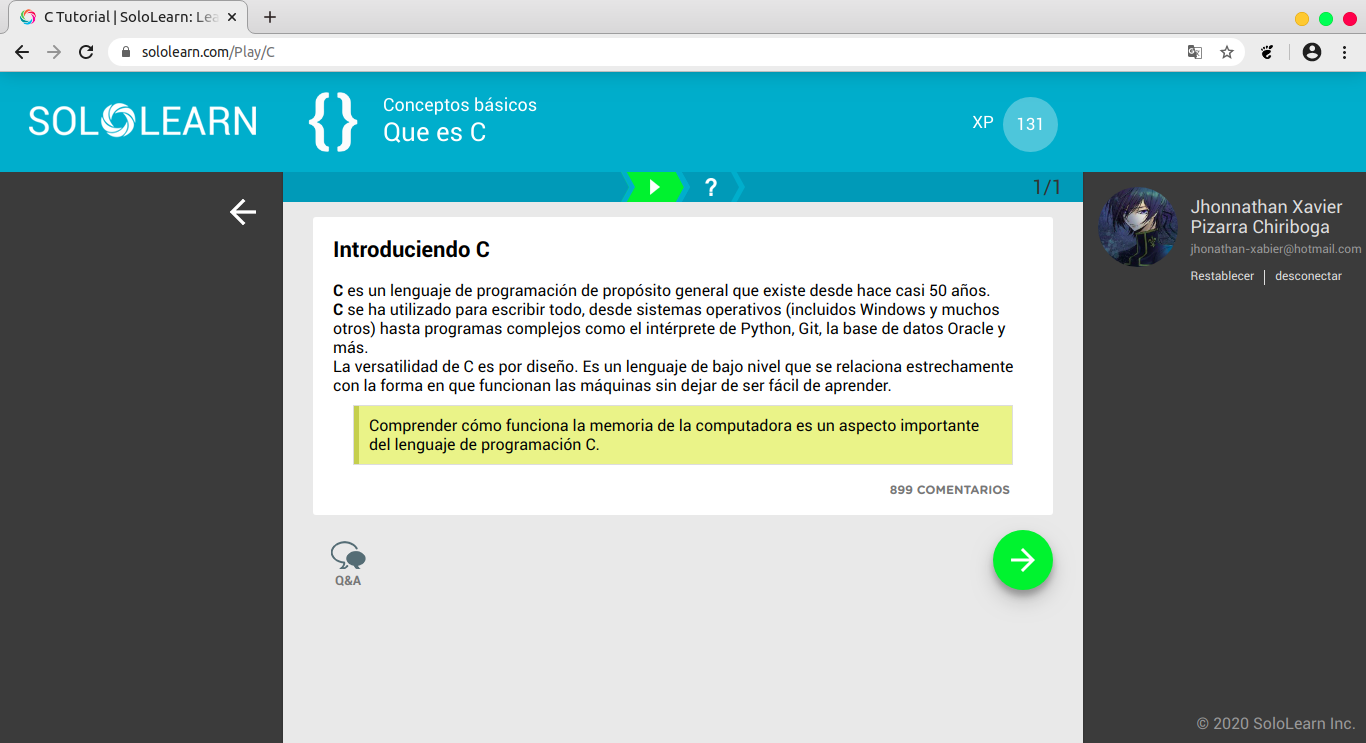 C Tutorial | SoloLearn: Lea
sololearn.com/Play/C
SOLOLEARN
{}
Conceptos básicos
Que es C
XP 131
?
1/1
Jhonnathan Xavier
Pizarra Chiriboga
jhonathan-xabier@hotmail.com
Restablecer | desconectar
Introduciendo C
C es un lenguaje de programación de propósito general que existe desde hace casi 50 años.
C se ha utilizado para escribir todo, desde sistemas operativos (incluidos Windows y muchos
otros) hasta programas complejos como el intérprete de Python, Git, la base de datos Oracle y
más.
La versatilidad de C es por diseño. Es un lenguaje de bajo nivel que se relaciona estrechamente
con la forma en que funcionan las máquinas sin dejar de ser fácil de aprender.
Comprender cómo funciona la memoria de la computadora es un aspecto importante
del lenguaje de programación C.
899 COMENTARIOS
Q&A
© 2020 SoloLearn Inc.